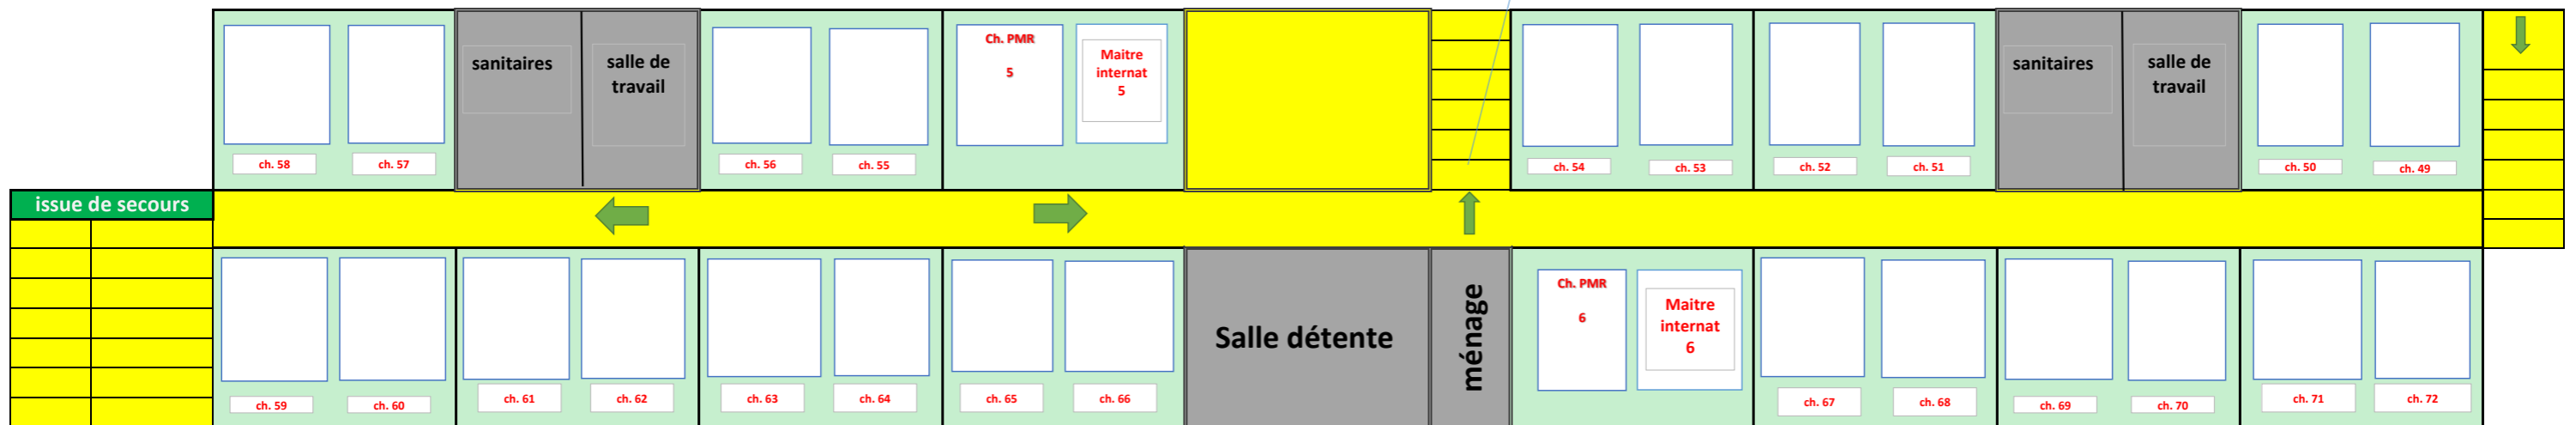 Ch. PMR
5
Maitre
internat
5
sanitaires
salle de
travail
sanitaires
salle de
travail
ch. 58
ch. 57
ch. 56
ch. 55
ch. 54
ch. 53
ch. 52
ch. 51
ch. 50
ch. 49
issue de secours
Ch. PMR
6
Maitre
internat
6
Salle détente
ménage
ch. 59
ch. 60
ch. 61
ch. 62
ch. 63
ch. 64
ch. 65
ch. 66
ch. 67
ch. 68
ch. 69
ch. 70
ch. 71
ch. 72